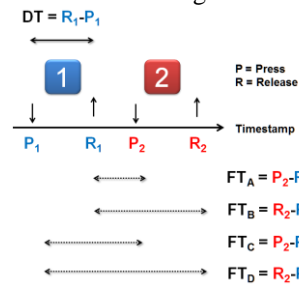 DT = R1-P1
1 2
P = Press
R = Release
Timestamp
P1 R1 P2 R2
FTA = P2-
FTB = R2-
FTC = P2-
FTD = R2-